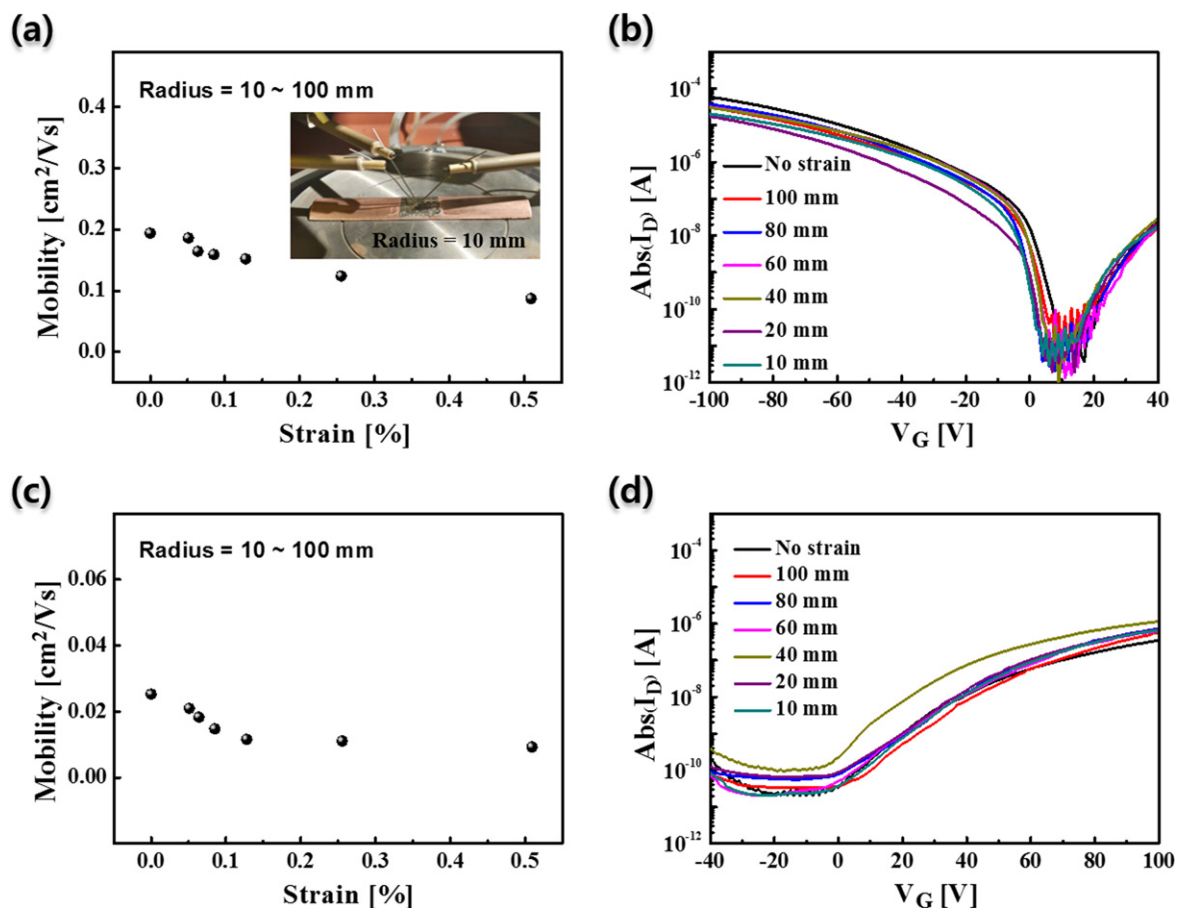 (a)
Mobility [cm²/Vs]
0.4
0.3
0.2
0.1
0.0
Radius = 10 ~ 100 mm
Radius = 10 mm
0.0 0.1 0.2 0.3 0.4 0.5
Strain [%]
(b)
Abs(I_D) [A]
10⁻⁴
10⁻⁶
10⁻⁸
10⁻¹⁰
10⁻¹²
No strain
100 mm
80 mm
60 mm
40 mm
20 mm
10 mm
-100 -80 -60 -40 -20 0 20 40
V_G [V]
(c)
Mobility [cm²/Vs]
0.06
0.04
0.02
0.00
Radius = 10 ~ 100 mm
0.0 0.1 0.2 0.3 0.4 0.5
Strain [%]
(d)
Abs(I_D) [A]
10⁻⁴
10⁻⁶
10⁻⁸
10⁻¹⁰
10⁻¹²
No strain
100 mm
80 mm
60 mm
40 mm
20 mm
10 mm
-40 -20 0 20 40 60 80 100
V_G [V]